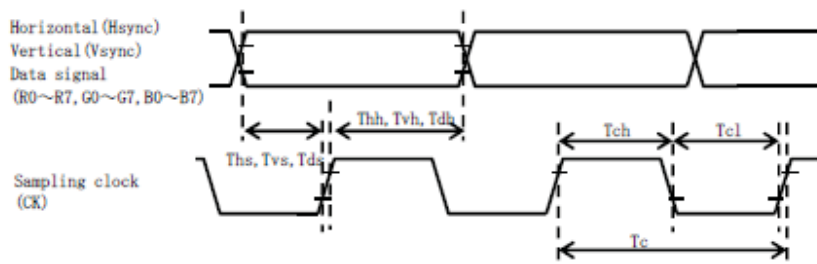 Horizontal(Hsync)
Vertical(Vsync)
Data signal
(R0～R7,G0～G7,B0～B7)
Thh,Tvh,Tdh
Tch
Tcl
Ths,Tvs,Tds
Sampling clock
(CK)
Tc